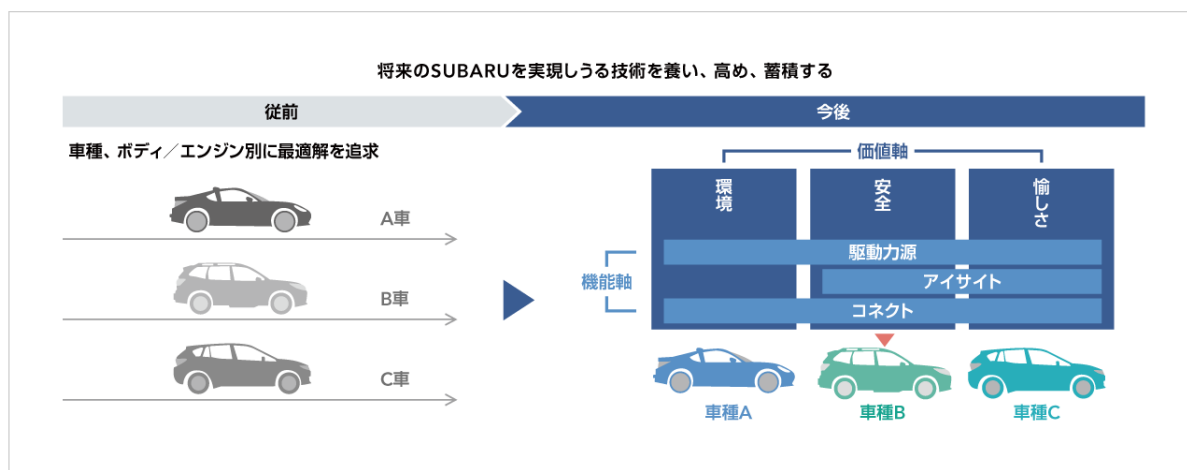 将来のSUBARUを実現しうる技術を養い、高め、蓄積する
従前
今後
車種、ボディ／エンジン別に最適解を追求
A車
B車
C車
価値軸
環境
安全
愉しさ
機能軸
駆動力源
アイサイト
コネクト
車種A
車種B
車種C